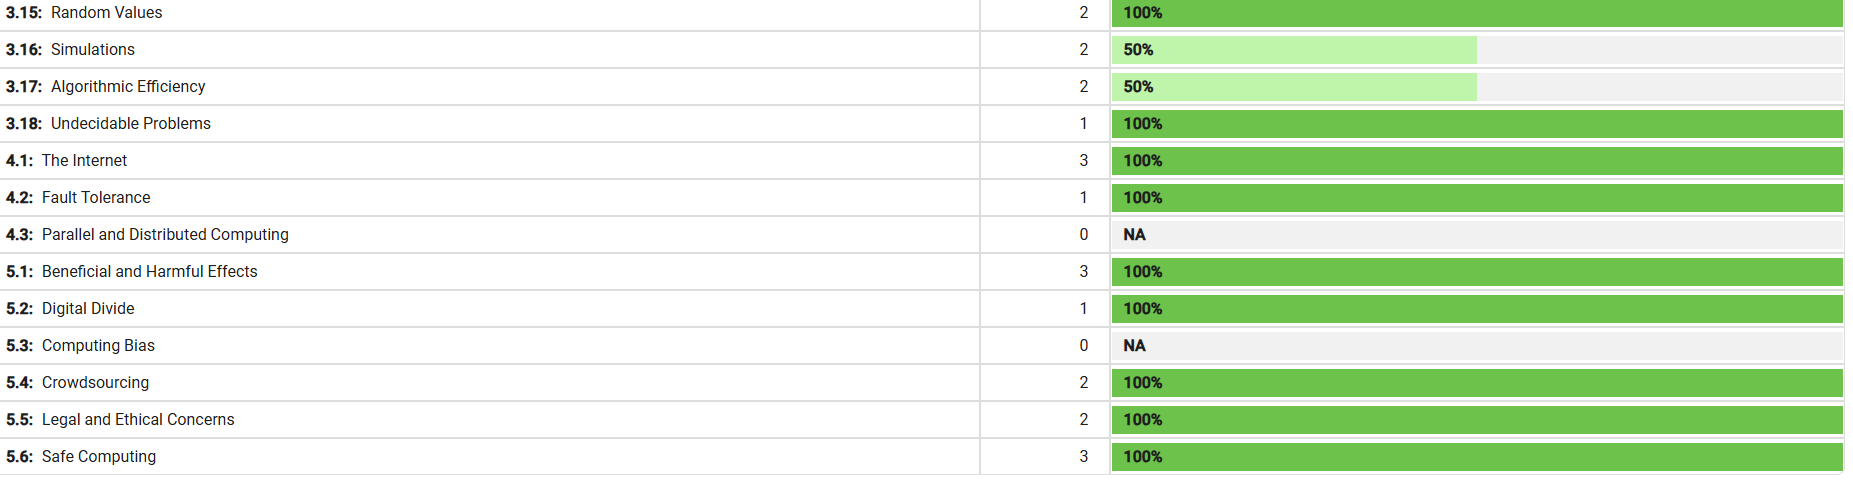 3.15: Random Values 2 100%
3.16: Simulations 2 50%
3.17: Algorithmic Efficiency 2 50%
3.18: Undecidable Problems 1 100%
4.1: The Internet 3 100%
4.2: Fault Tolerance 1 100%
4.3: Parallel and Distributed Computing 0 NA
5.1: Beneficial and Harmful Effects 3 100%
5.2: Digital Divide 1 100%
5.3: Computing Bias 0 NA
5.4: Crowdsourcing 2 100%
5.5: Legal and Ethical Concerns 2 100%
5.6: Safe Computing 3 100%